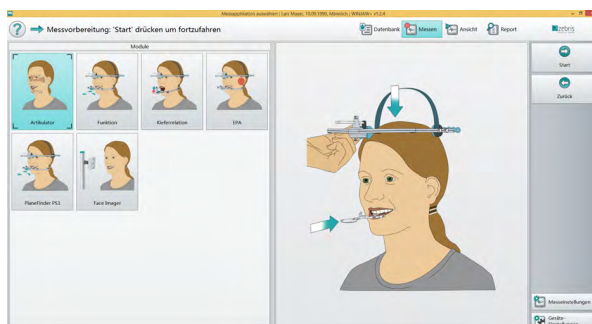 Messapplikation auswählen | Lars Mayer, 10.09.1990, Männlich | WINJAW+ v1.2.4
Messvorbereitung: 'Start' drücken um fortzufahren
Datenbank
Messen
Ansicht
Report
zebris
Module
Artikulator
Funktion
Kieferrelation
EPA
PlaneFinder PS1
Face Imager
Start
Zurück
Messeinstellungen
Geräte-